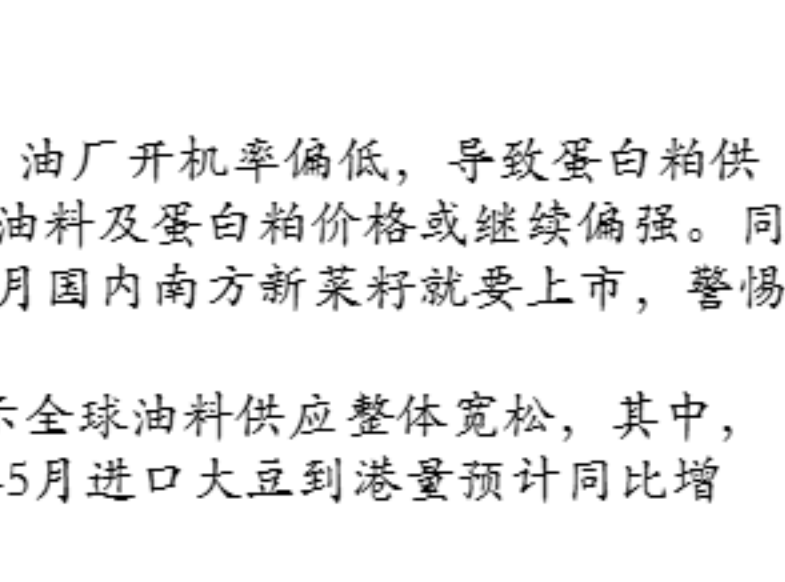 油厂开机率偏低，导致蛋白粕供
油料及蛋白粕价格或继续偏强。同
月国内南方新菜籽就要上市，警惕
全球油料供应整体宽松，其中，
5月进口大豆到港量预计同比增